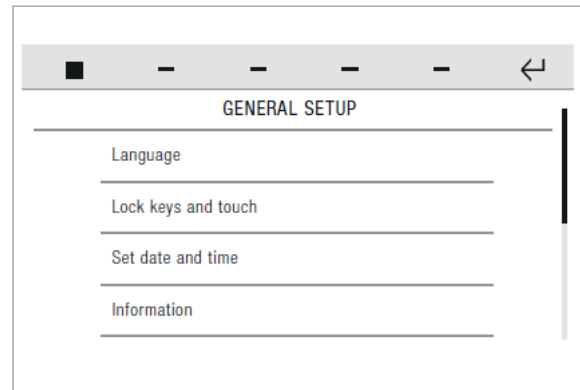 GENERAL SETUP
Language
Lock keys and touch
Set date and time
Information